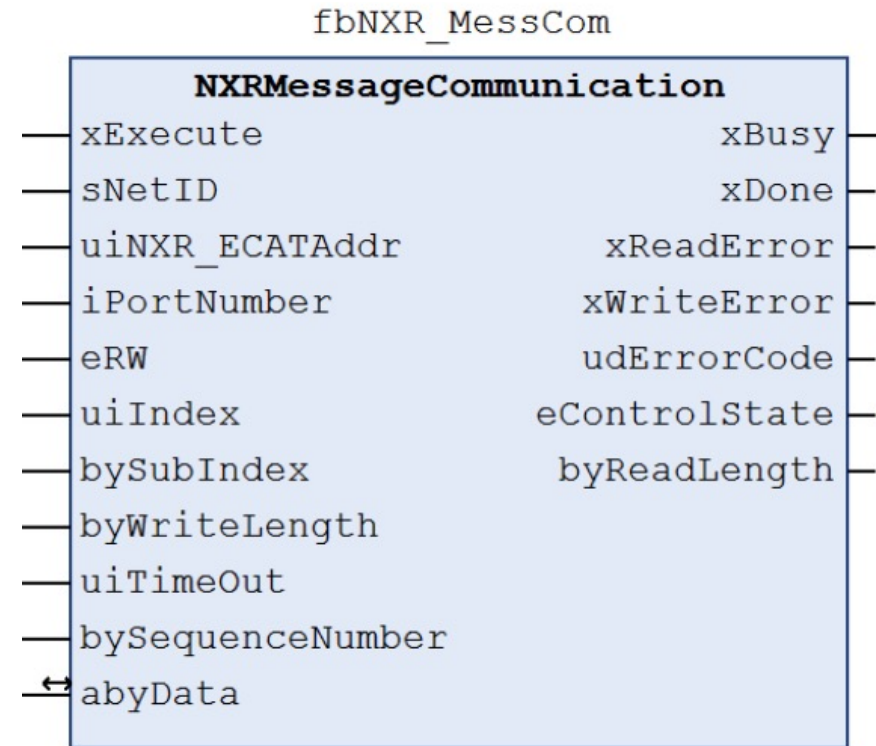 fbNXR_MessCom
NXRMessageCommunication
xExecute xBusy
sNetID xDone
uiNXR_ECATAddr xReadError
iPortNumber xWriteError
eRW udErrorCode
uiIndex eControlState
bySubIndex byReadLength
byWriteLength
uiTimeOut
bySequenceNumber
abyData